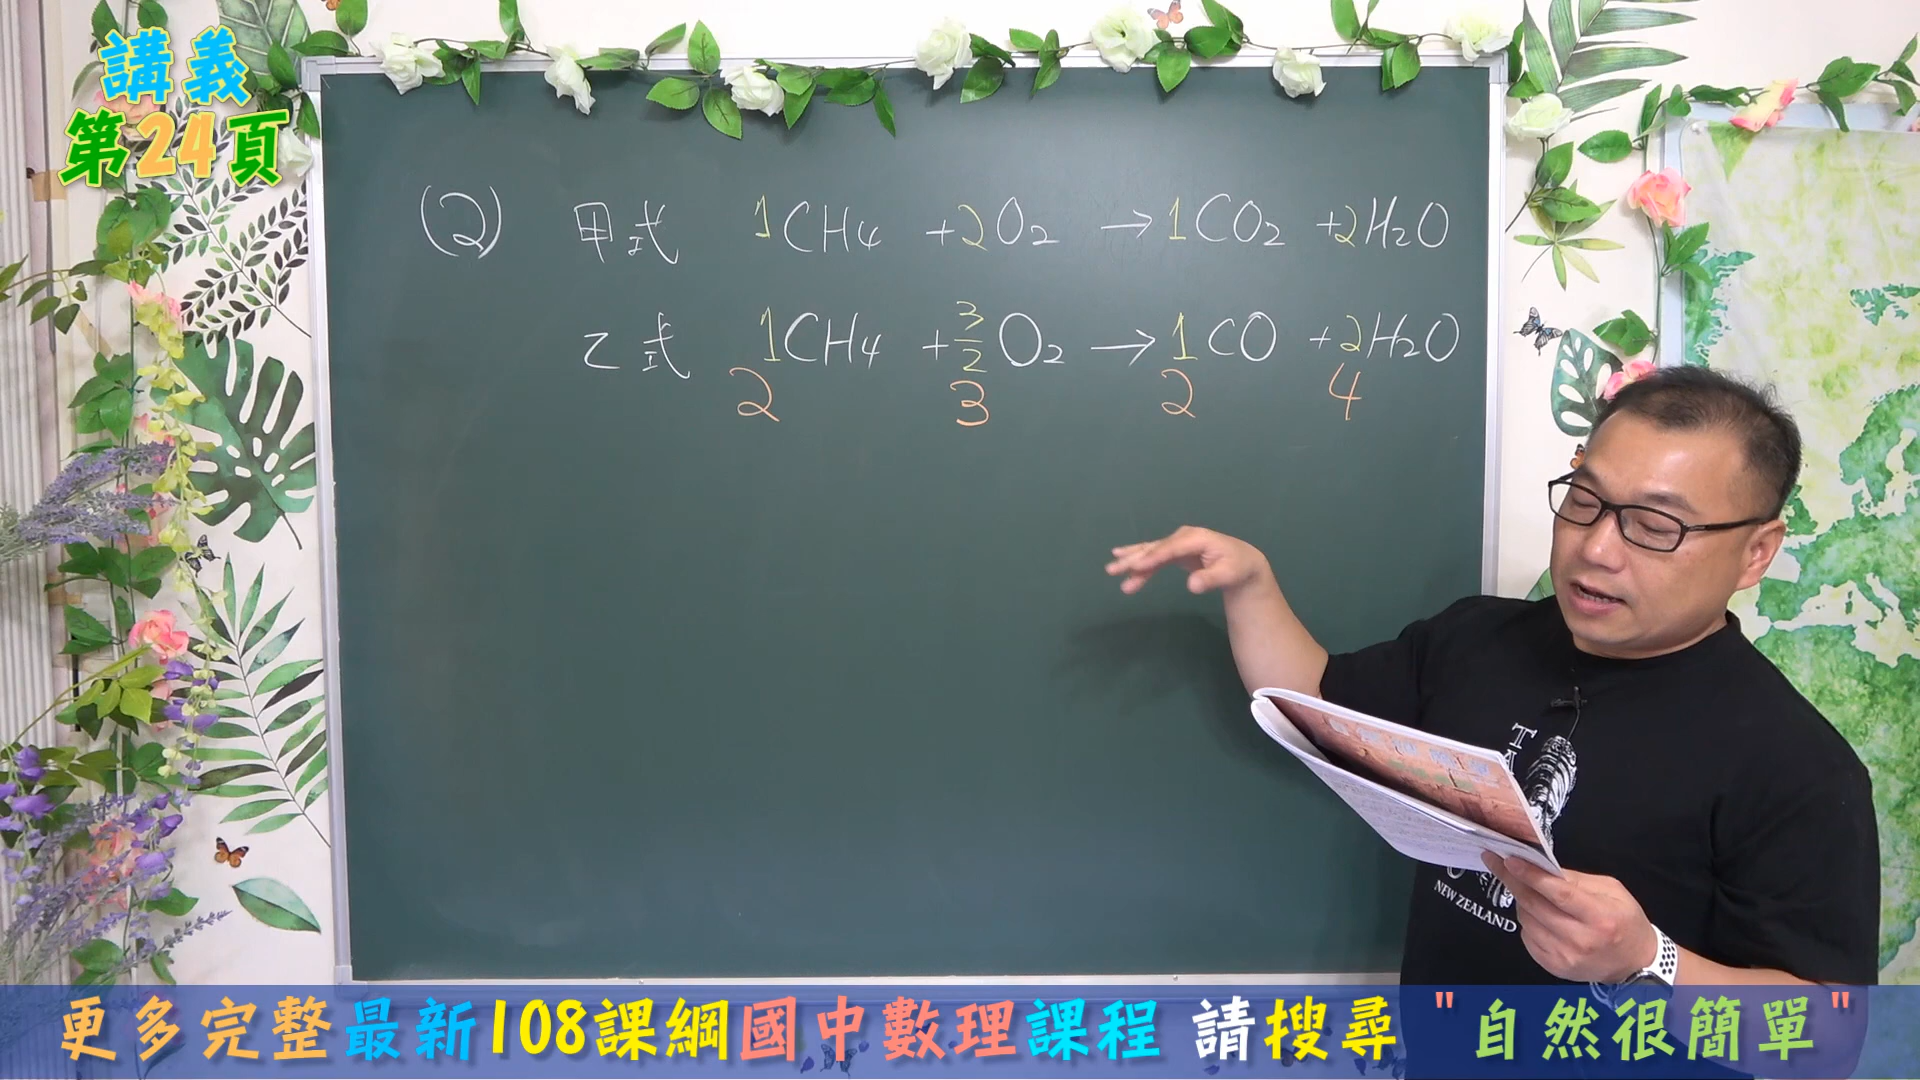 講義
第24頁
(2) 甲式 1CH4 +2O2 →1CO2 +2H2O
乙式 1CH4 +3/2 O2 →1CO +2H2O
2 3 2 4
NEW ZEALAND
更多完整最新108課綱國中數理課程 請搜尋 "自然很簡單"